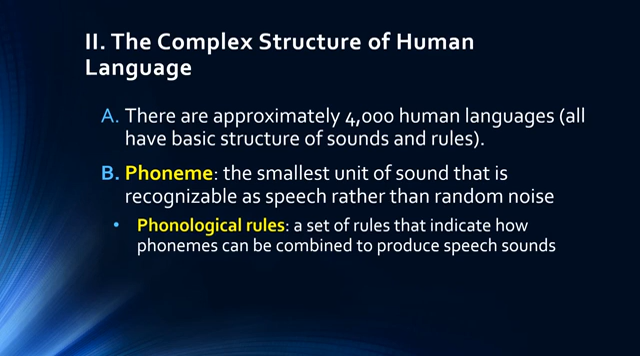 II. The Complex Structure of Human
Language
A. There are approximately 4,000 human languages (all
have basic structure of sounds and rules).
B. Phoneme: the smallest unit of sound that is
recognizable as speech rather than random noise
• Phonological rules: a set of rules that indicate how
phonemes can be combined to produce speech sounds